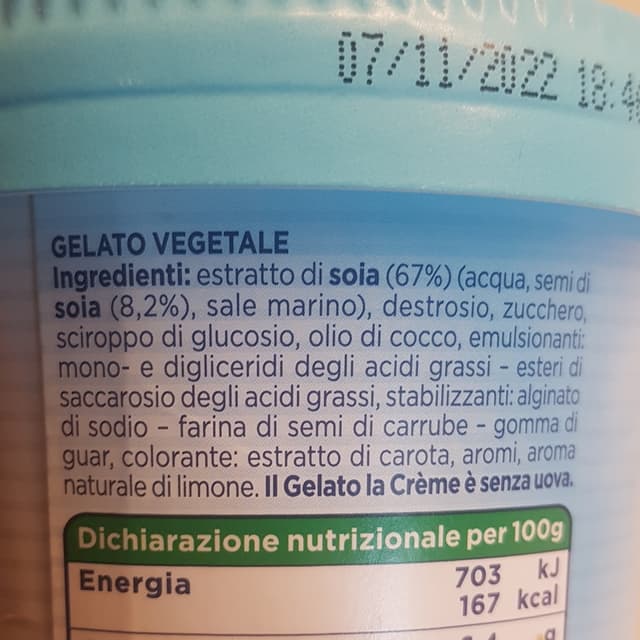 07/11/2022 18:4
GELATO VEGETALE
Ingredienti: estratto di soia (67%) (acqua, semi di
soia (8,2%), sale marino), destrosio, zucchero,
sciroppo di glucosio, olio di cocco, emulsionanti:
mono- e digliceridi degli acidi grassi - esteri di
saccarosio degli acidi grassi, stabilizzanti: alginato
di sodio - farina di semi di carrube - gomma di
guar, colorante: estratto di carota, aromi, aroma
naturale di limone. Il Gelato la Crème è senza uova.
Dichiarazione nutrizionale per 100g
Energia 703 kJ
167 kcal